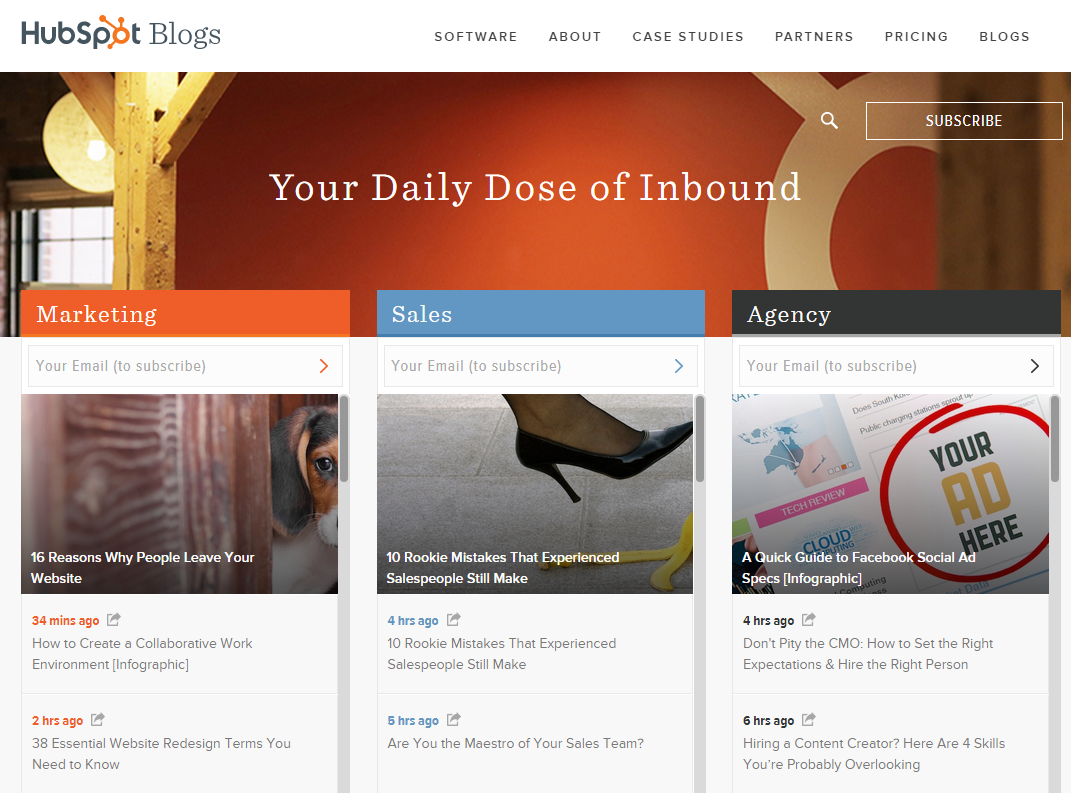 HubSpot Blogs
SOFTWARE ABOUT CASE STUDIES PARTNERS PRICING BLOGS
SUBSCRIBE
Your Daily Dose of Inbound
Marketing
Your Email (to subscribe)
16 Reasons Why People Leave Your
Website
34 mins ago
How to Create a Collaborative Work
Environment [Infographic]
2 hrs ago
38 Essential Website Redesign Terms You
Need to Know
Sales
Your Email (to subscribe)
10 Rookie Mistakes That Experienced
Salespeople Still Make
4 hrs ago
10 Rookie Mistakes That Experienced
Salespeople Still Make
5 hrs ago
Are You the Maestro of Your Sales Team?
Agency
Your Email (to subscribe)
Does South
Public charging stations sprout up
TECH REVIEW
CLOUD
YOUR
AD
HERE
A Quick Guide to Facebook Social Ad
Specs [Infographic]
4 hrs ago
Don't Pity the CMO: How to Set the Right
Expectations & Hire the Right Person
6 hrs ago
Hiring a Content Creator? Here Are 4 Skills
You're Probably Overlooking